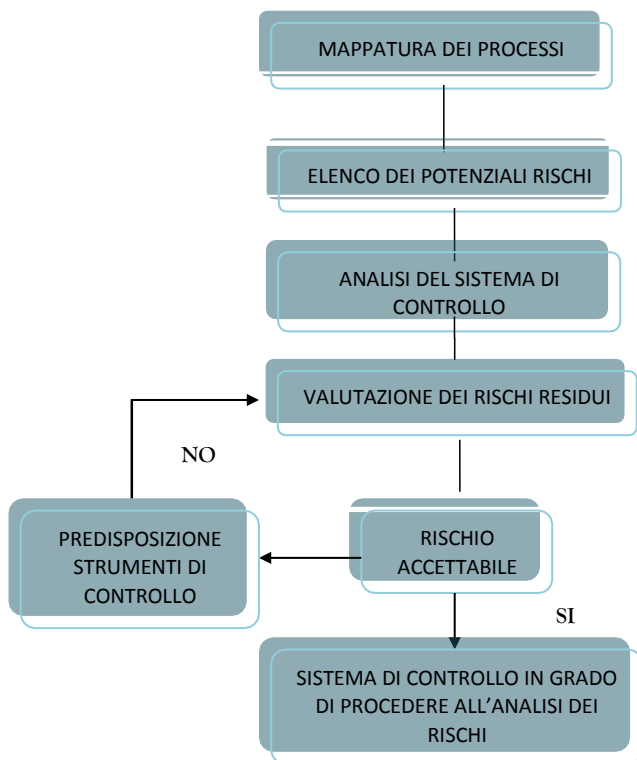 MAPPATURA DEI PROCESSI
ELENCO DEI POTENZIALI RISCHI
ANALISI DEL SISTEMA DI
CONTROLLO
VALUTAZIONE DEI RISCHI RESIDUI
NO
PREDISPOSIZIONE
STRUMENTI DI
CONTROLLO
RISCHIO
ACCETTABILE
SI
SISTEMA DI CONTROLLO IN GRADO
DI PROCEDERE ALL’ANALISI DEI
RISCHI